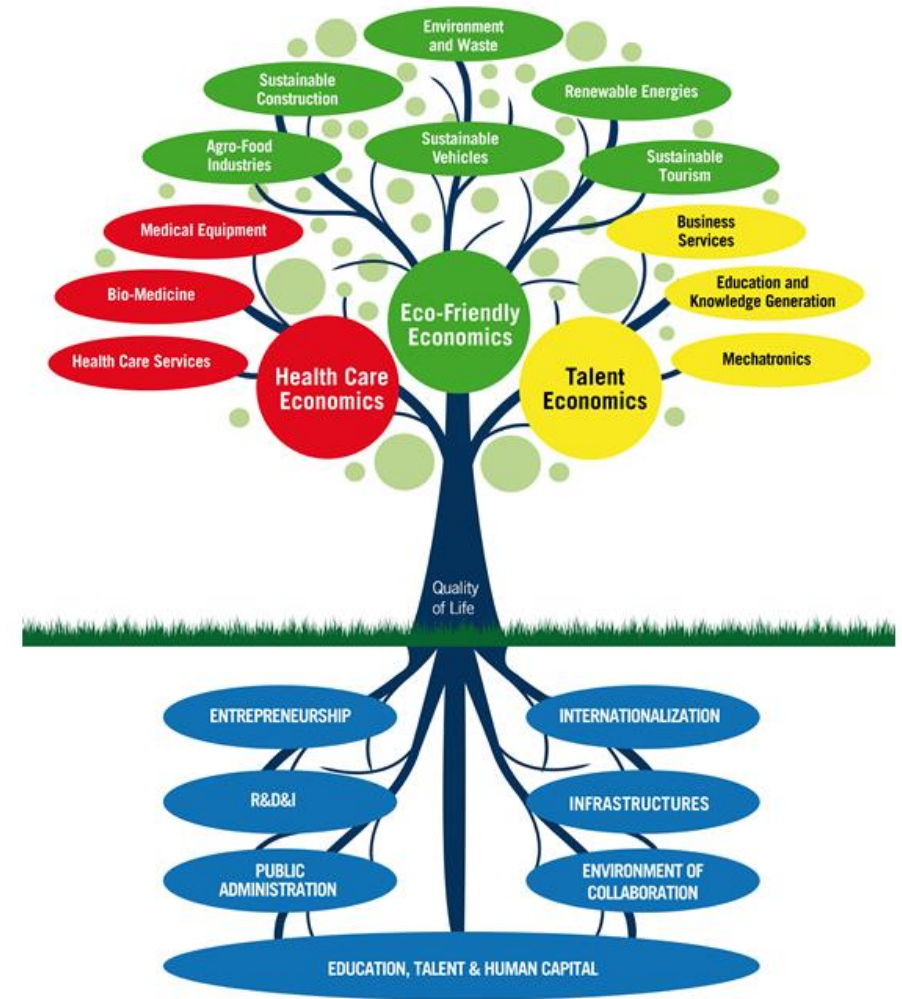 Environment
and Waste
Sustainable
Construction
Renewable Energies
Agro-Food
Industries
Sustainable
Vehicles
Sustainable
Tourism
Medical Equipment
Business
Services
Bio-Medicine
Education and
Knowledge Generation
Health Care Services
Mechatronics
Eco-Friendly
Economics
Health Care
Economics
Talent
Economics
Quality
of Life
ENTREPRENEURSHIP
INTERNATIONALIZATION
R&D&I
INFRASTRUCTURES
PUBLIC
ADMINISTRATION
ENVIRONMENT OF
COLLABORATION
EDUCATION, TALENT & HUMAN CAPITAL